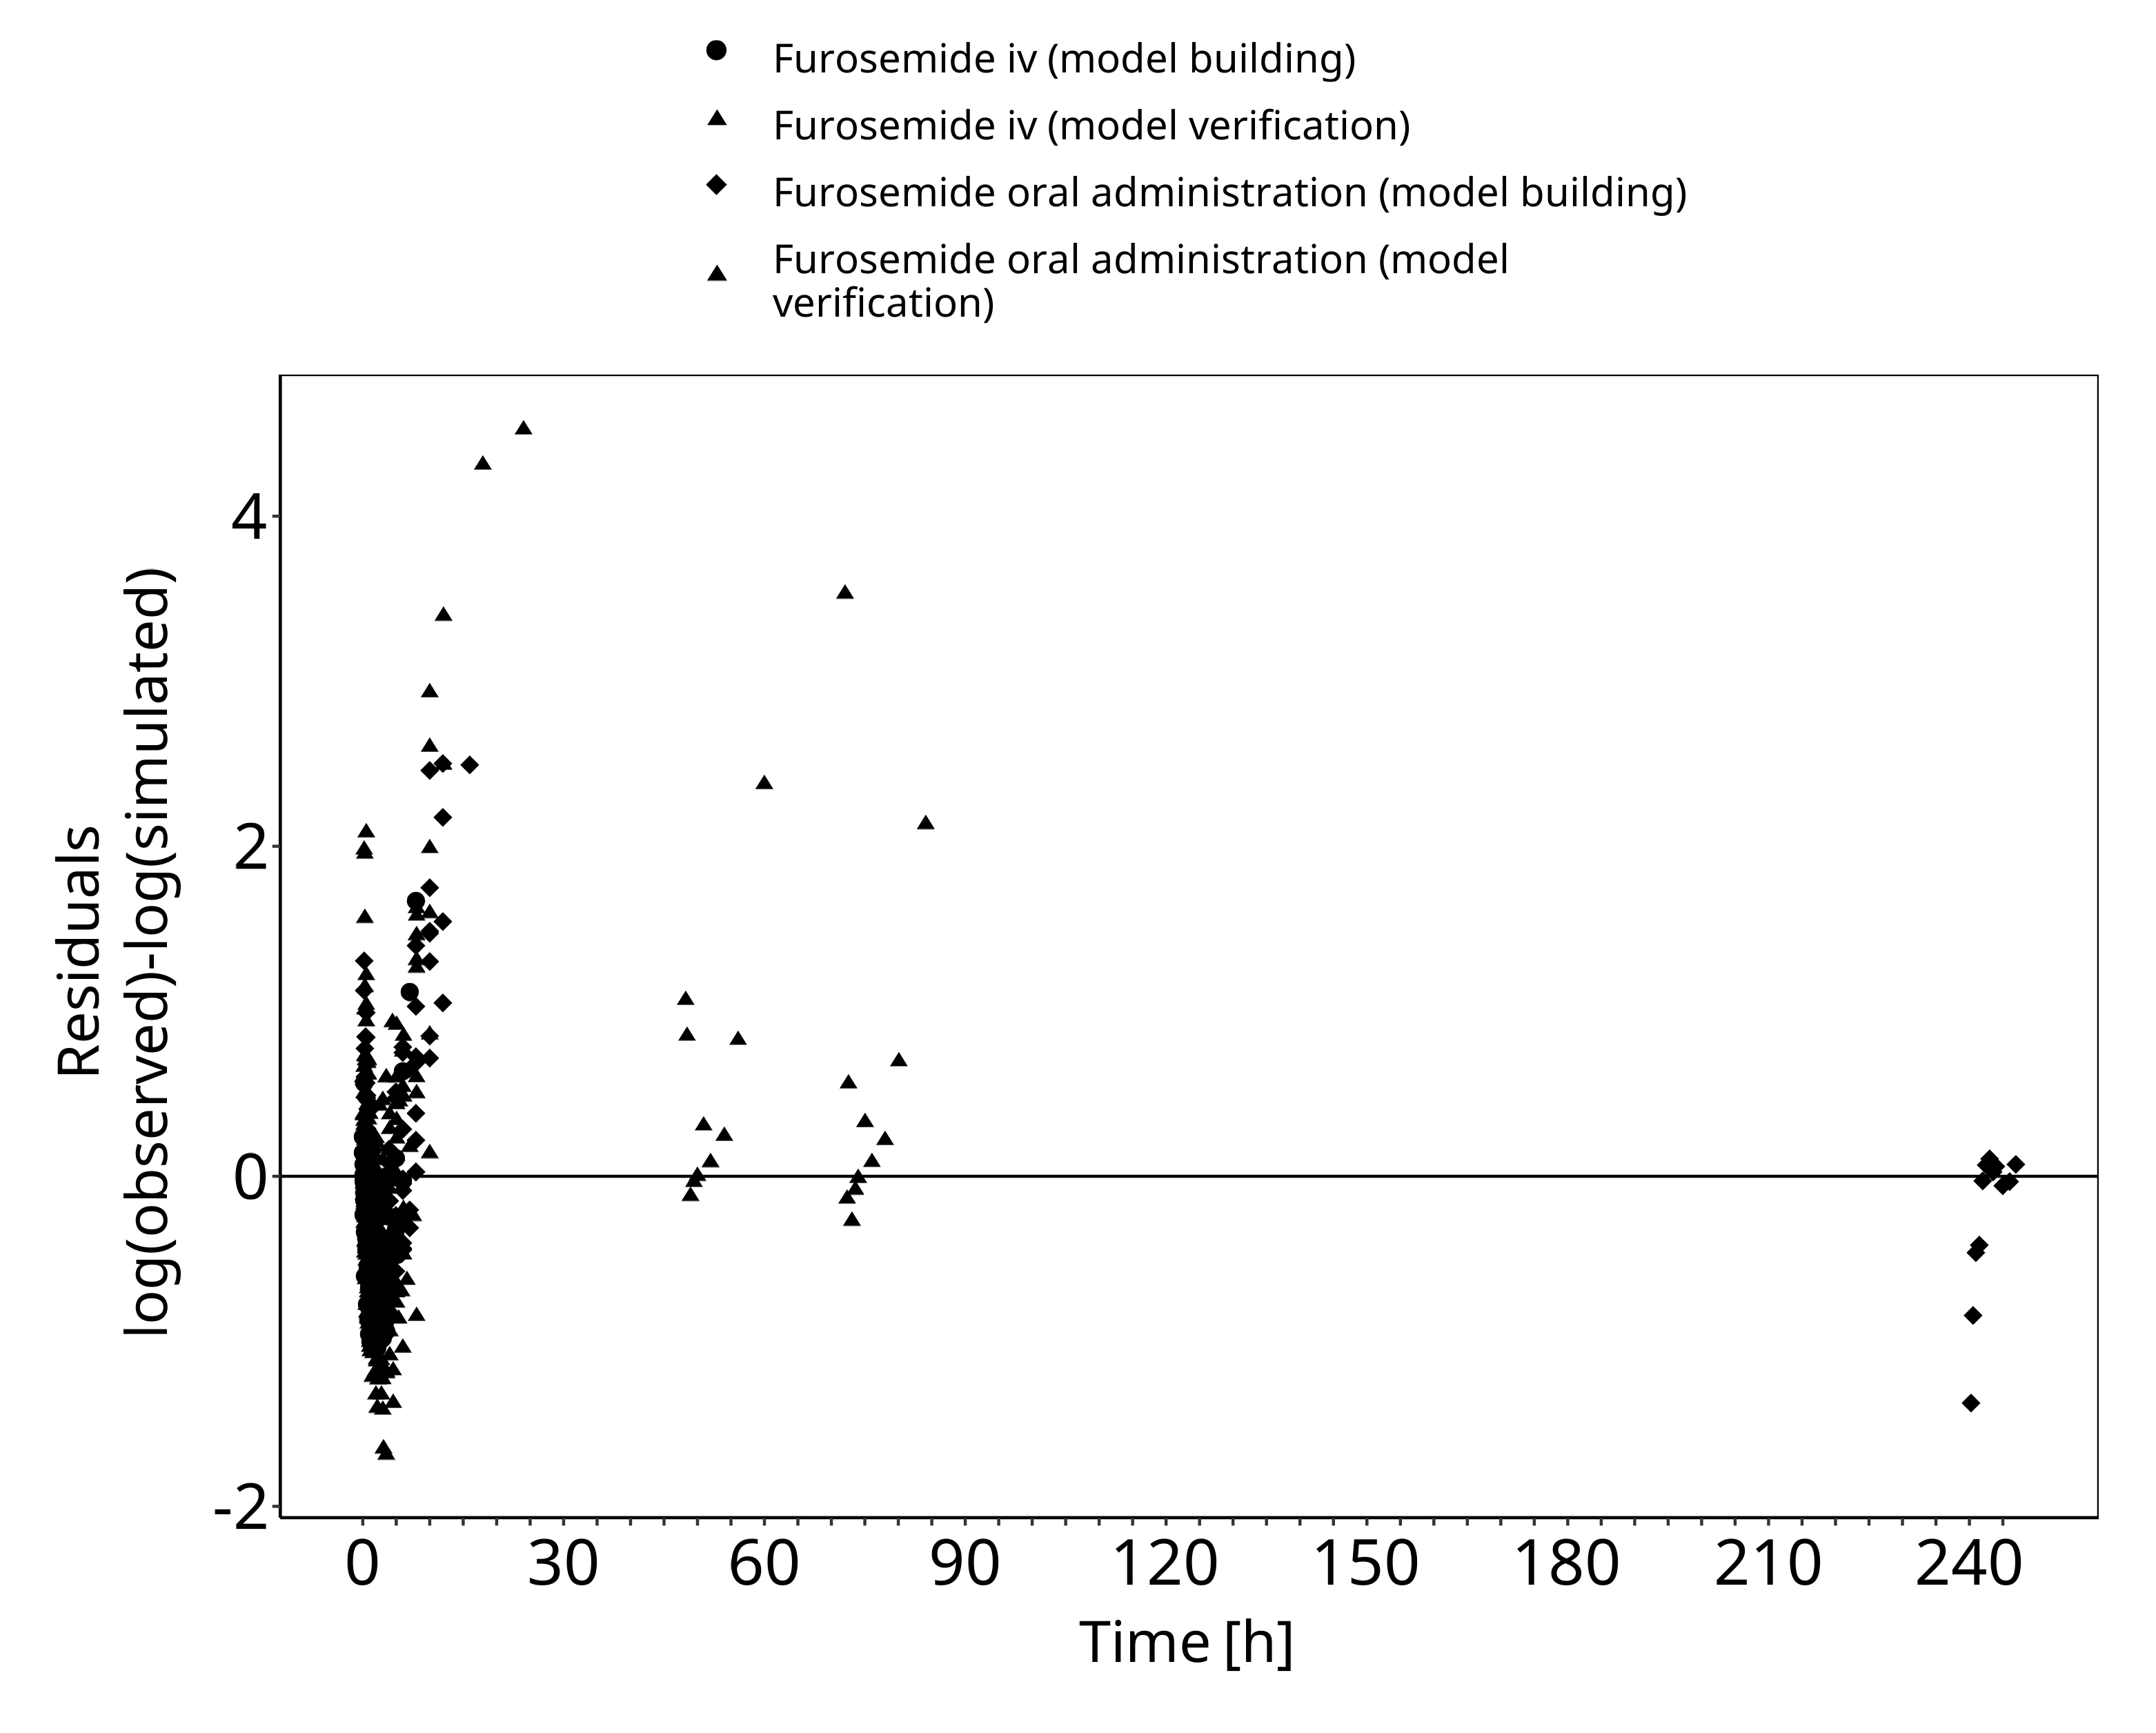 Furosemide iv (model building)
Furosemide iv (model verification)
Furosemide oral administration (model building)
Furosemide oral administration (model
verification)
Residuals
log(observed)-log(simulated)
4
2
0
-2
0 30 60 90 120 150 180 210 240
Time [h]